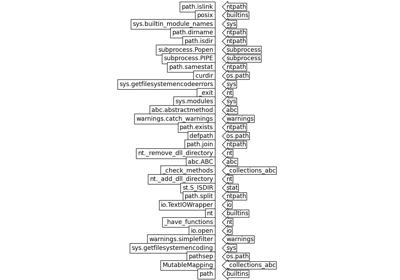 path.islink ntpath
posix builtins
sys.builtin_module_names sys
path.dirname ntpath
path.isdir ntpath
subprocess.Popen subprocess
subprocess.PIPE subprocess
path.samestat ntpath
curdir os.path
sys.getfilesystemencodeerrors sys
_exit nt
sys.modules sys
abc.abstractmethod abc
warnings.catch_warnings warnings
path.exists ntpath
defpath os.path
path.join ntpath
nt._remove_dll_directory nt
abc.ABC abc
_check_methods _collections_abc
nt._add_dll_directory nt
st.S_ISDIR stat
path.split ntpath
io.TextIOWrapper io
nt builtins
_have_functions nt
io.open io
warnings.simplefilter warnings
sys.getfilesystemencoding sys
pathsep os.path
MutableMapping _collections_abc
path builtins